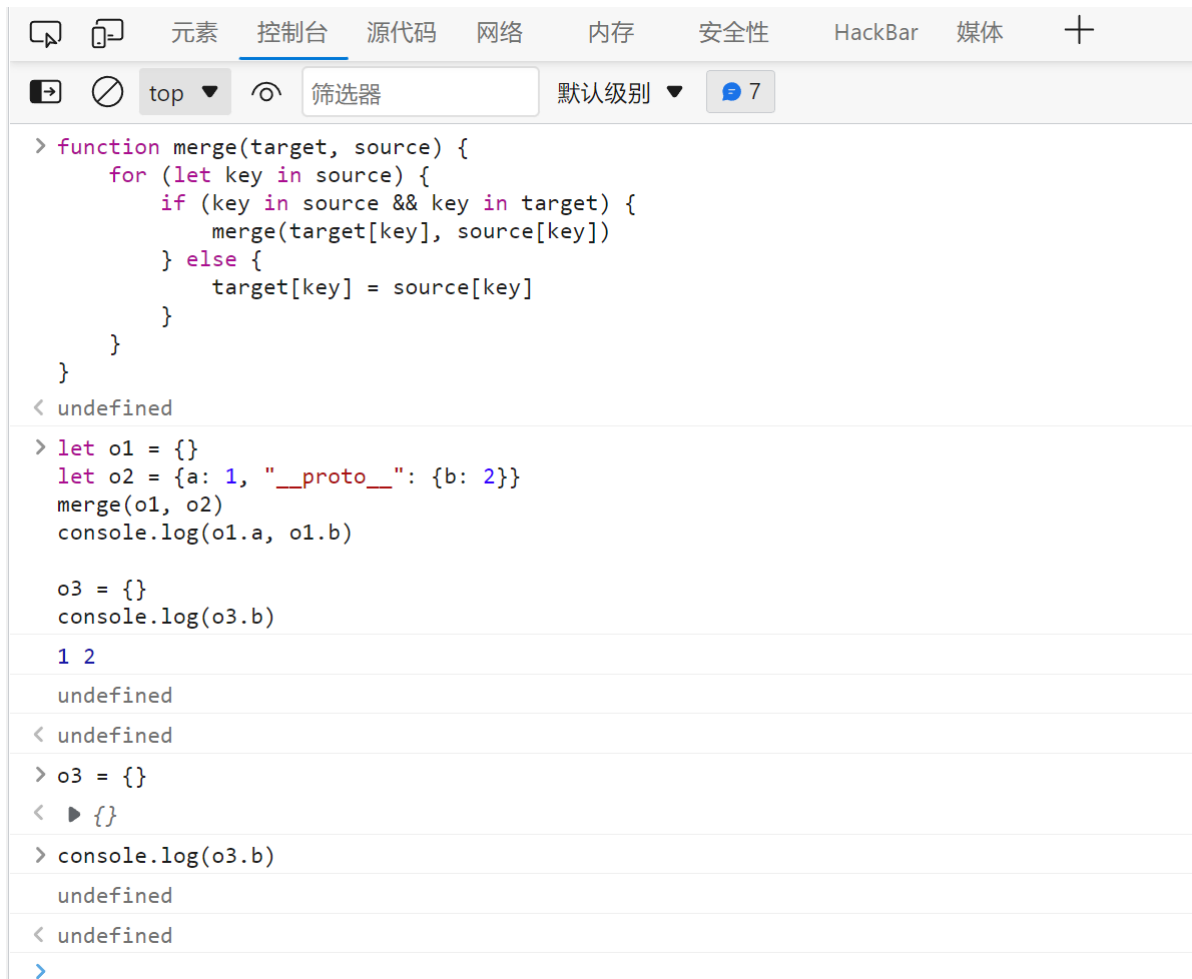 元素 控制台 源代码 网络 内存 安全性 HackBar 媒体
top 筛选器 默认级别 7
> function merge(target, source) {
    for (let key in source) {
        if (key in source && key in target) {
            merge(target[key], source[key])
        } else {
            target[key] = source[key]
        }
    }
}
< undefined
> let o1 = {}
let o2 = {a: 1, "__proto__": {b: 2}}
merge(o1, o2)
console.log(o1.a, o1.b)
o3 = {}
console.log(o3.b)
1 2
undefined
< undefined
> o3 = {}
< ▶ {}
> console.log(o3.b)
undefined
< undefined
>